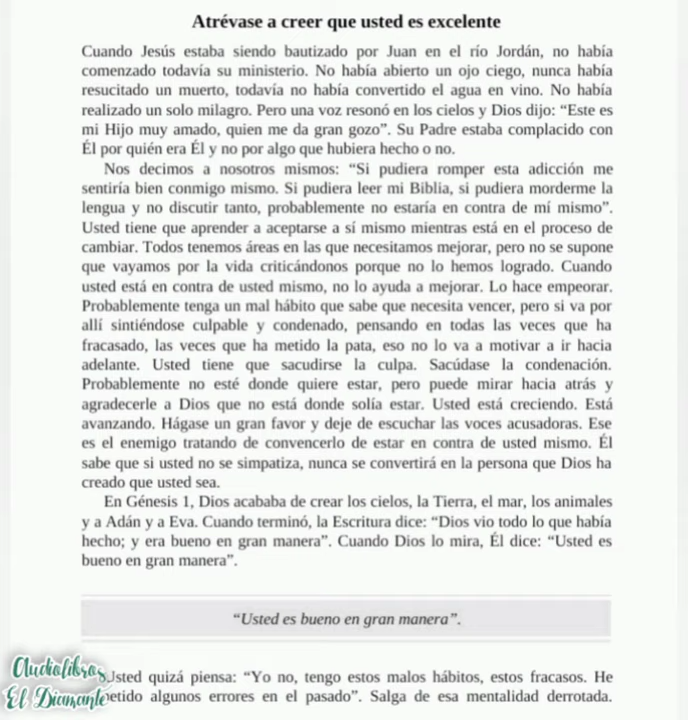 Atrévase a creer que usted es excelente
Cuando Jesús estaba siendo bautizado por Juan en el río Jordán, no había
comenzado todavía su ministerio. No había abierto un ojo ciego, nunca había
resucitado un muerto, todavía no había convertido el agua en vino. No había
realizado un solo milagro. Pero una voz resonó en los cielos y Dios dijo: “Este es
mi Hijo muy amado, quien me da gran gozo”. Su Padre estaba complacido con
Él por quién era Él y no por algo que hubiera hecho o no.
Nos decimos a nosotros mismos: “Si pudiera romper esta adicción me
sentiría bien conmigo mismo. Si pudiera leer mi Biblia, si pudiera morderme la
lengua y no discutir tanto, probablemente no estaría en contra de mí mismo”.
Usted tiene que aprender a aceptarse a sí mismo mientras está en el proceso de
cambiar. Todos tenemos áreas en las que necesitamos mejorar, pero no se supone
que vayamos por la vida criticándonos porque no lo hemos logrado. Cuando
usted está en contra de usted mismo, no lo ayuda a mejorar. Lo hace empeorar.
Probablemente tenga un mal hábito que sabe que necesita vencer, pero si va por
allí sintiéndose culpable y condenado, pensando en todas las veces que ha
fracasado, las veces que ha metido la pata, eso no lo va a motivar a ir hacia
adelante. Usted tiene que sacudirse la culpa. Sacúdase la condenación.
Probablemente no esté donde quiere estar, pero puede mirar hacia atrás y
agradecerle a Dios que no está donde solía estar. Usted está creciendo. Está
avanzando. Hágase un gran favor y deje de escuchar las voces acusadoras. Ese
es el enemigo tratando de convencerlo de estar en contra de usted mismo. Él
sabe que si usted no se simpatiza, nunca se convertirá en la persona que Dios ha
creado que usted sea.
En Génesis 1, Dios acababa de crear los cielos, la Tierra, el mar, los animales
y a Adán y a Eva. Cuando terminó, la Escritura dice: “Dios vio todo lo que había
hecho; y era bueno en gran manera”. Cuando Dios lo mira, Él dice: “Usted es
bueno en gran manera”.
“Usted es bueno en gran manera”.
Audiolibros
El Diamante
Usted quizá piensa: “Yo no, tengo estos malos hábitos, estos fracasos. He
etido algunos errores en el pasado”. Salga de esa mentalidad derrotada.